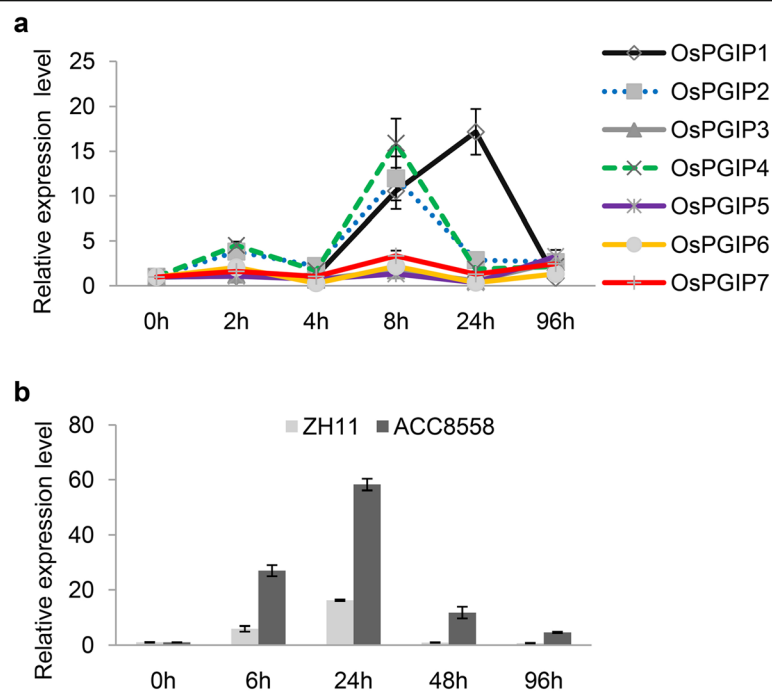 a
Relative expression level
25
20
15
10
5
0
0h 2h 4h 8h 24h 96h
OsPGIP1
OsPGIP2
OsPGIP3
OsPGIP4
OsPGIP5
OsPGIP6
OsPGIP7
b
Relative expression level
80
60
40
20
0
ZH11 ACC8558
0h 6h 24h 48h 96h